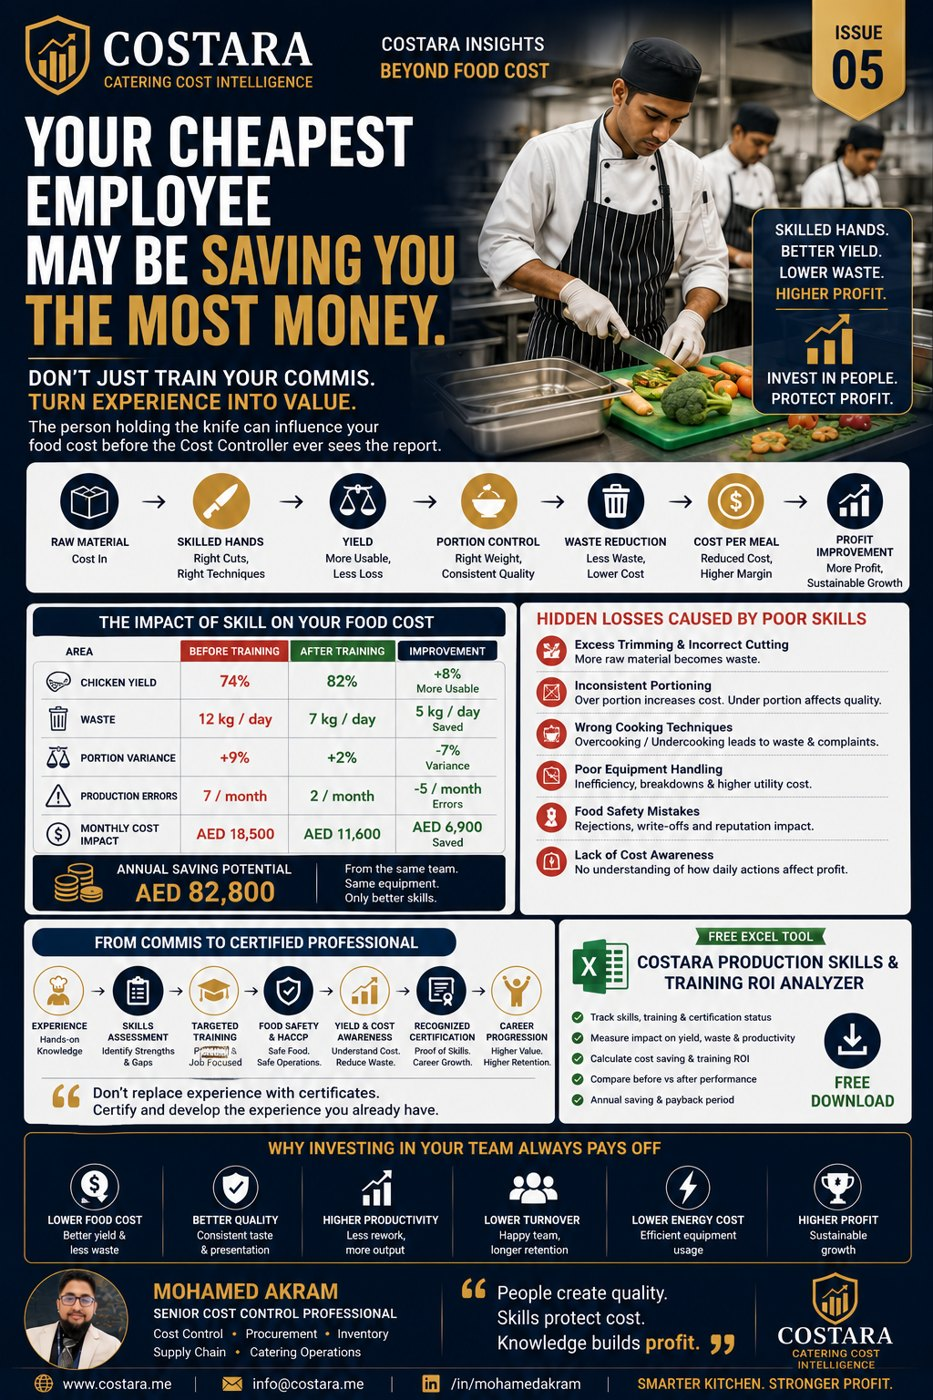 COSTARA
CATERING COST INTELLIGENCE
COSTARA INSIGHTS
BEYOND FOOD COST
ISSUE
05
YOUR CHEAPEST
EMPLOYEE
MAY BE SAVING YOU
THE MOST MONEY.
DON'T JUST TRAIN YOUR COMMIS.
TURN EXPERIENCE INTO VALUE.
The person holding the knife can influence your
food cost before the Cost Controller ever sees the report.
SKILLED HANDS.
BETTER YIELD.
LOWER WASTE.
HIGHER PROFIT.
INVEST IN PEOPLE.
PROTECT PROFIT.
RAW MATERIAL
Cost In
SKILLED HANDS
Right Cuts,
Right Techniques
YIELD
More Usable,
Less Loss
PORTION CONTROL
Right Weight,
Consistent Quality
WASTE REDUCTION
Less Waste,
Lower Cost
$
COST PER MEAL
Reduced Cost,
Higher Margin
PROFIT
IMPROVEMENT
More Profit,
Sustainable Growth
THE IMPACT OF SKILL ON YOUR FOOD COST
AREA BEFORE TRAINING AFTER TRAINING IMPROVEMENT
CHICKEN YIELD 74% 82% +8%
More Usable
WASTE 12 kg / day 7 kg / day 5 kg / day
Saved
PORTION VARIANCE +9% +2% -7%
Variance
PRODUCTION ERRORS 7 / month 2 / month -5 / month
Errors
$ MONTHLY COST
IMPACT AED 18,500 AED 11,600 AED 6,900
Saved
ANNUAL SAVING POTENTIAL
AED 82,800
From the same team.
Same equipment.
Only better skills.
HIDDEN LOSSES CAUSED BY POOR SKILLS
Excess Trimming & Incorrect Cutting
More raw material becomes waste.
Inconsistent Portioning
Over portion increases cost. Under portion affects quality.
Wrong Cooking Techniques
Overcooking / Undercooking leads to waste & complaints.
Poor Equipment Handling
Inefficiency, breakdowns & higher utility cost.
Food Safety Mistakes
Rejections, write-offs and reputation impact.
Lack of Cost Awareness
No understanding of how daily actions affect profit.
FROM COMMIS TO CERTIFIED PROFESSIONAL
EXPERIENCE
Hands-on
Knowledge
SKILLS
ASSESSMENT
Identify Strengths
& Gaps
TARGETED
TRAINING
&
Job Focused
FOOD SAFETY
& HACCP
Safe Food.
Safe Operations.
YIELD & COST
AWARENESS
Understand Cost.
Reduce Waste.
RECOGNIZED
CERTIFICATION
Proof of Skills.
Career Growth.
CAREER
PROGRESSION
Higher Value.
Higher Retention.
“ Don't replace experience with certificates.
Certify and develop the experience you already have.
FREE EXCEL TOOL
X
COSTARA PRODUCTION SKILLS &
TRAINING ROI ANALYZER
Track skills, training & certification status
Measure impact on yield, waste & productivity
Calculate cost saving & training ROI
Compare before vs after performance
Annual saving & payback period
FREE
DOWNLOAD
WHY INVESTING IN YOUR TEAM ALWAYS PAYS OFF
$
LOWER FOOD COST
Better yield &
less waste
BETTER QUALITY
Consistent taste
& presentation
HIGHER PRODUCTIVITY
Less rework,
more output
LOWER TURNOVER
Happy team,
longer retention
LOWER ENERGY COST
Efficient equipment
usage
HIGHER PROFIT
Sustainable
growth
MOHAMED AKRAM
SENIOR COST CONTROL PROFESSIONAL
Cost Control • Procurement • Inventory
Supply Chain • Catering Operations
“ People create quality.
Skills protect cost.
Knowledge builds profit. ”
COSTARA
CATERING COST
INTELLIGENCE
www.costara.me | info@costara.me | in /in/mohamedakram | SMARTER KITCHEN. STRONGER PROFIT.